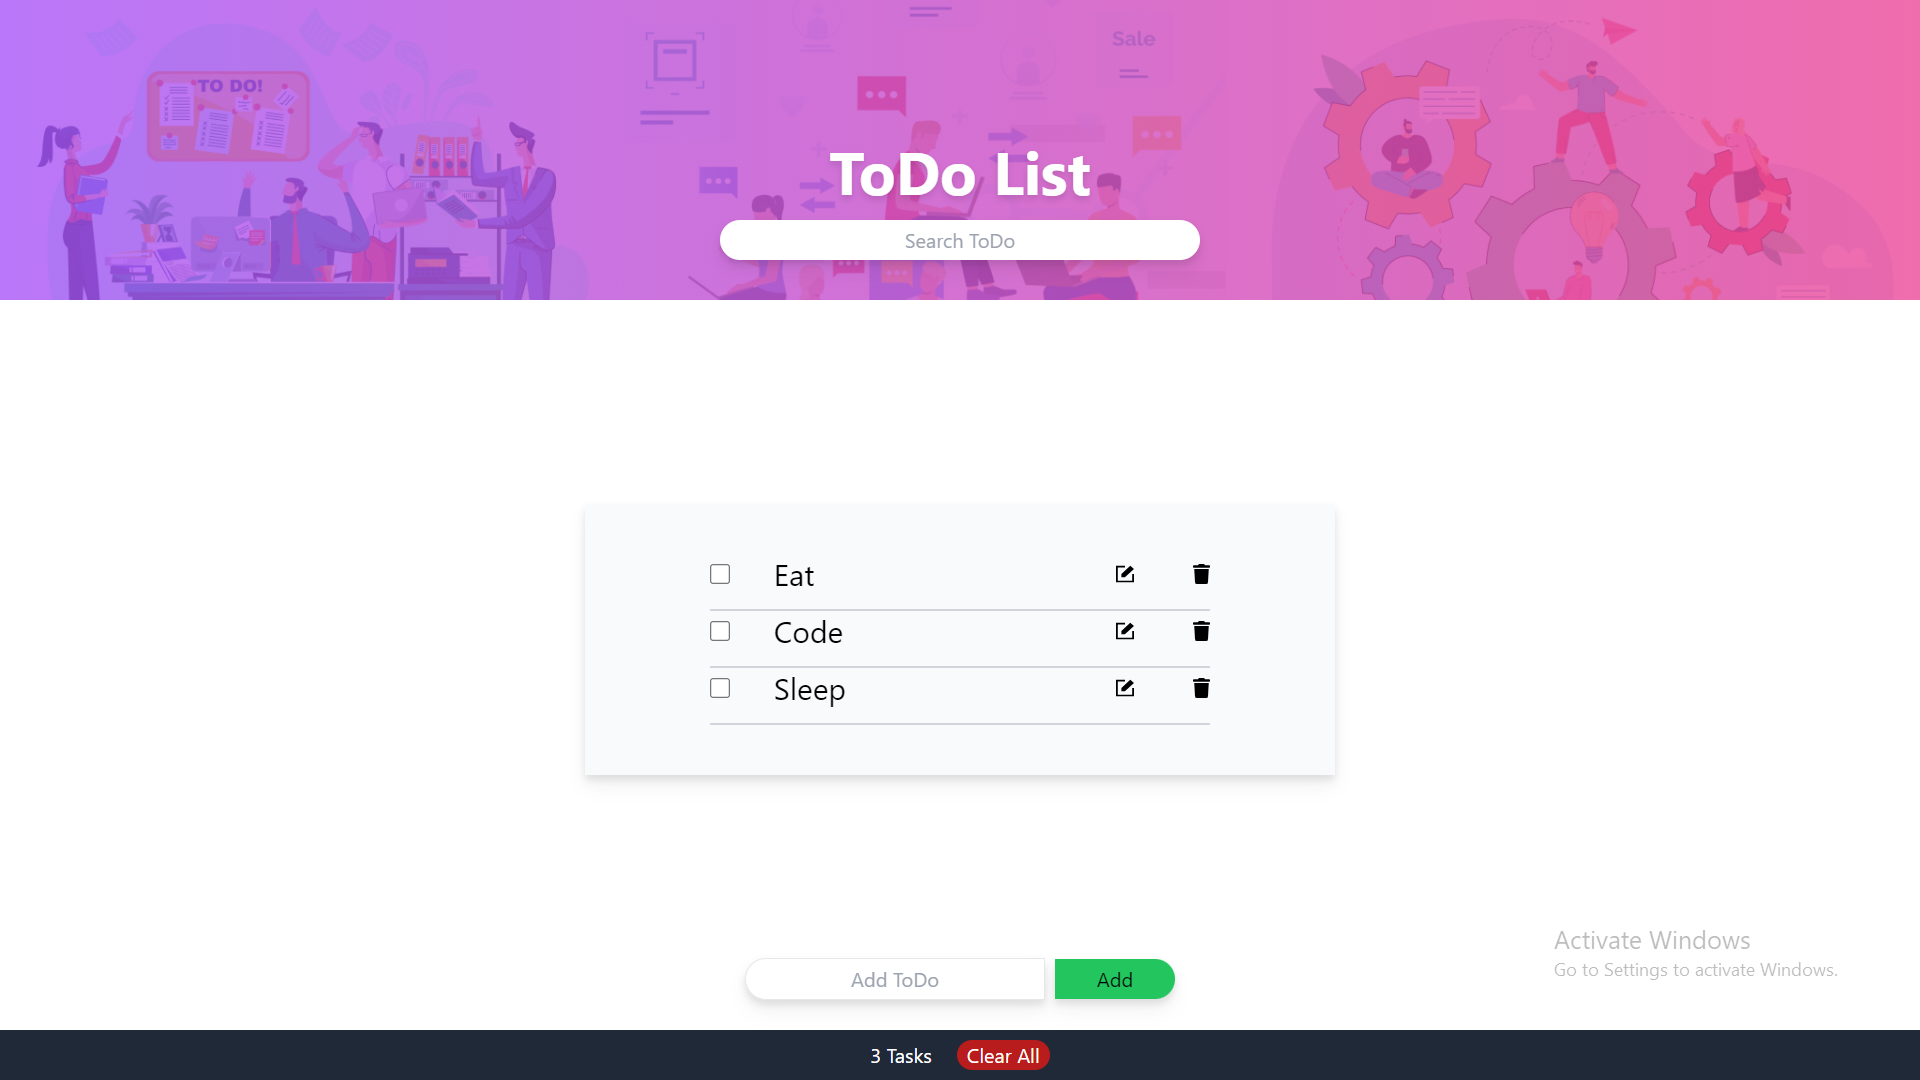 Sale
TO DO!
ToDo List
Search ToDo
Eat
Code
Sleep
Activate Windows
Go to Settings to activate Windows.
Add ToDo
Add
3 Tasks
Clear All